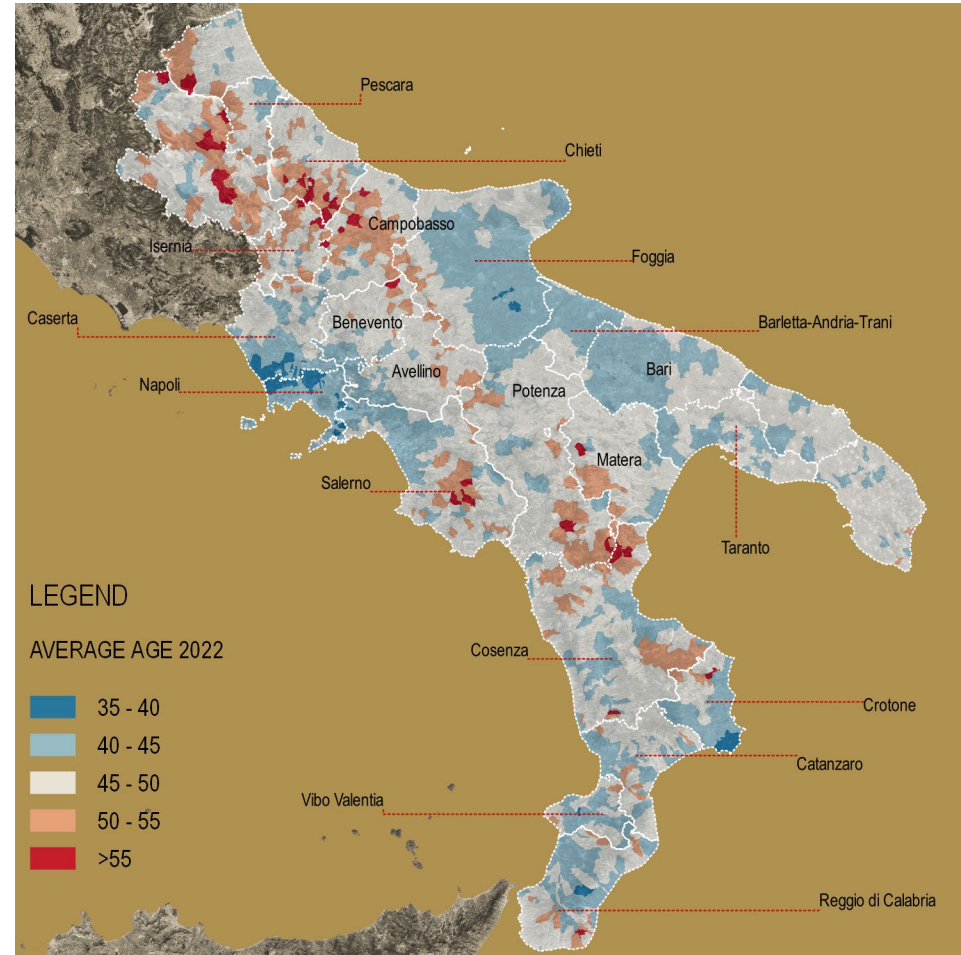 Pescara
Chieti
Campobasso
Isernia
Foggia
Caserta
Benevento
Barletta-Andria-Trani
Avellino
Bari
Napoli
Potenza
Matera
Salerno
Taranto
LEGEND
AVERAGE AGE 2022
35 - 40
40 - 45
45 - 50
50 - 55
>55
Cosenza
Crotone
Catanzaro
Vibo Valentia
Reggio di Calabria